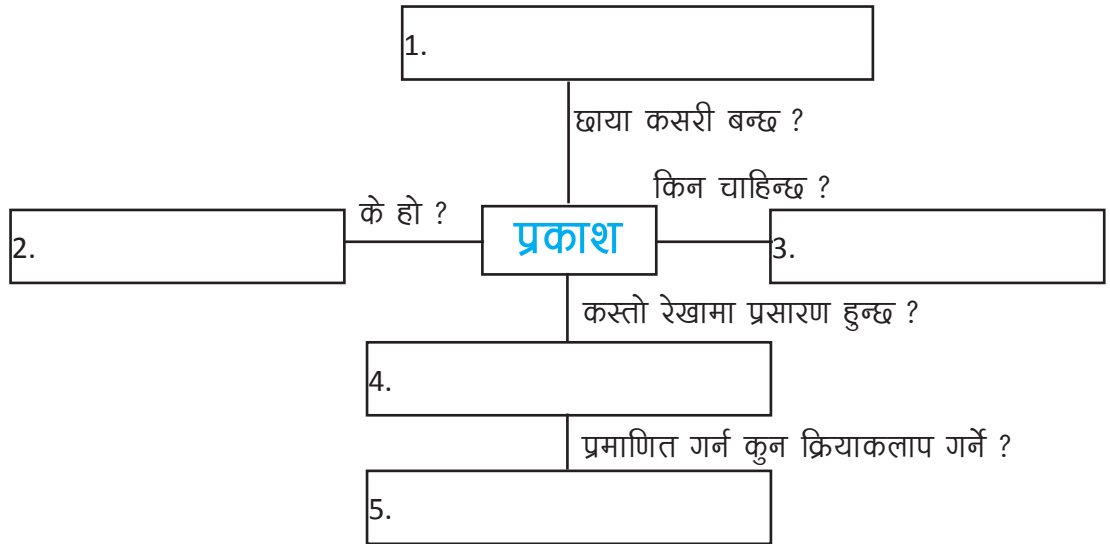 1.
छाया कसरी बन्छ ?
किन चाहिन्छ ?
के हो ?
2.
प्रकाश
3.
कस्तो रेखामा प्रसारण हुन्छ ?
4.
प्रमाणित गर्न कुन क्रियाकलाप गर्ने ?
5.